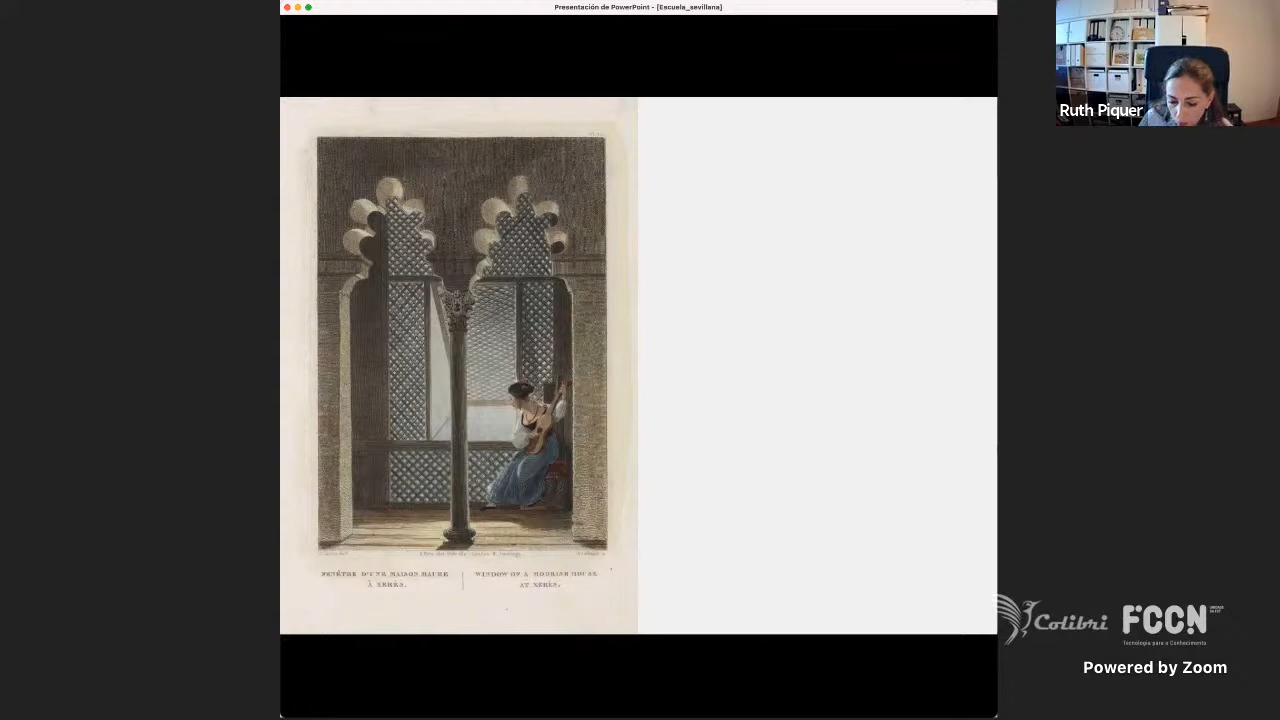 Presentación de PowerPoint - [Escuela_sevillana]
Ruth Piquer
FENÊTRE D'UNE MAISON MAURE
À XERÈS.
WINDOW OF A MOORISH HOUSE
AT XERÈS.
Colibri
FCCN
Tecnologia para o Conhecimento
Powered by Zoom